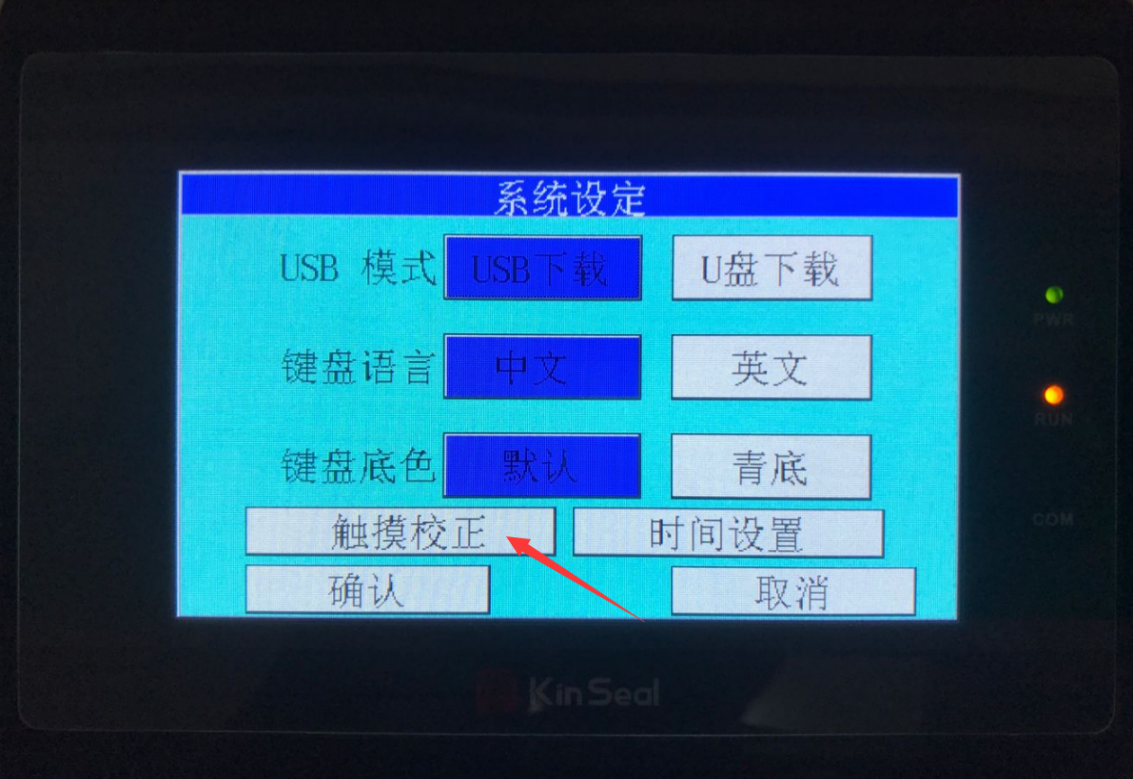 系统设定
USB 模式 USB下载 U盘下载
键盘语言 中文 英文
键盘底色 默认 青底
触摸校正 时间设置
确认 取消
PWR
RUN
COM
KinSeal